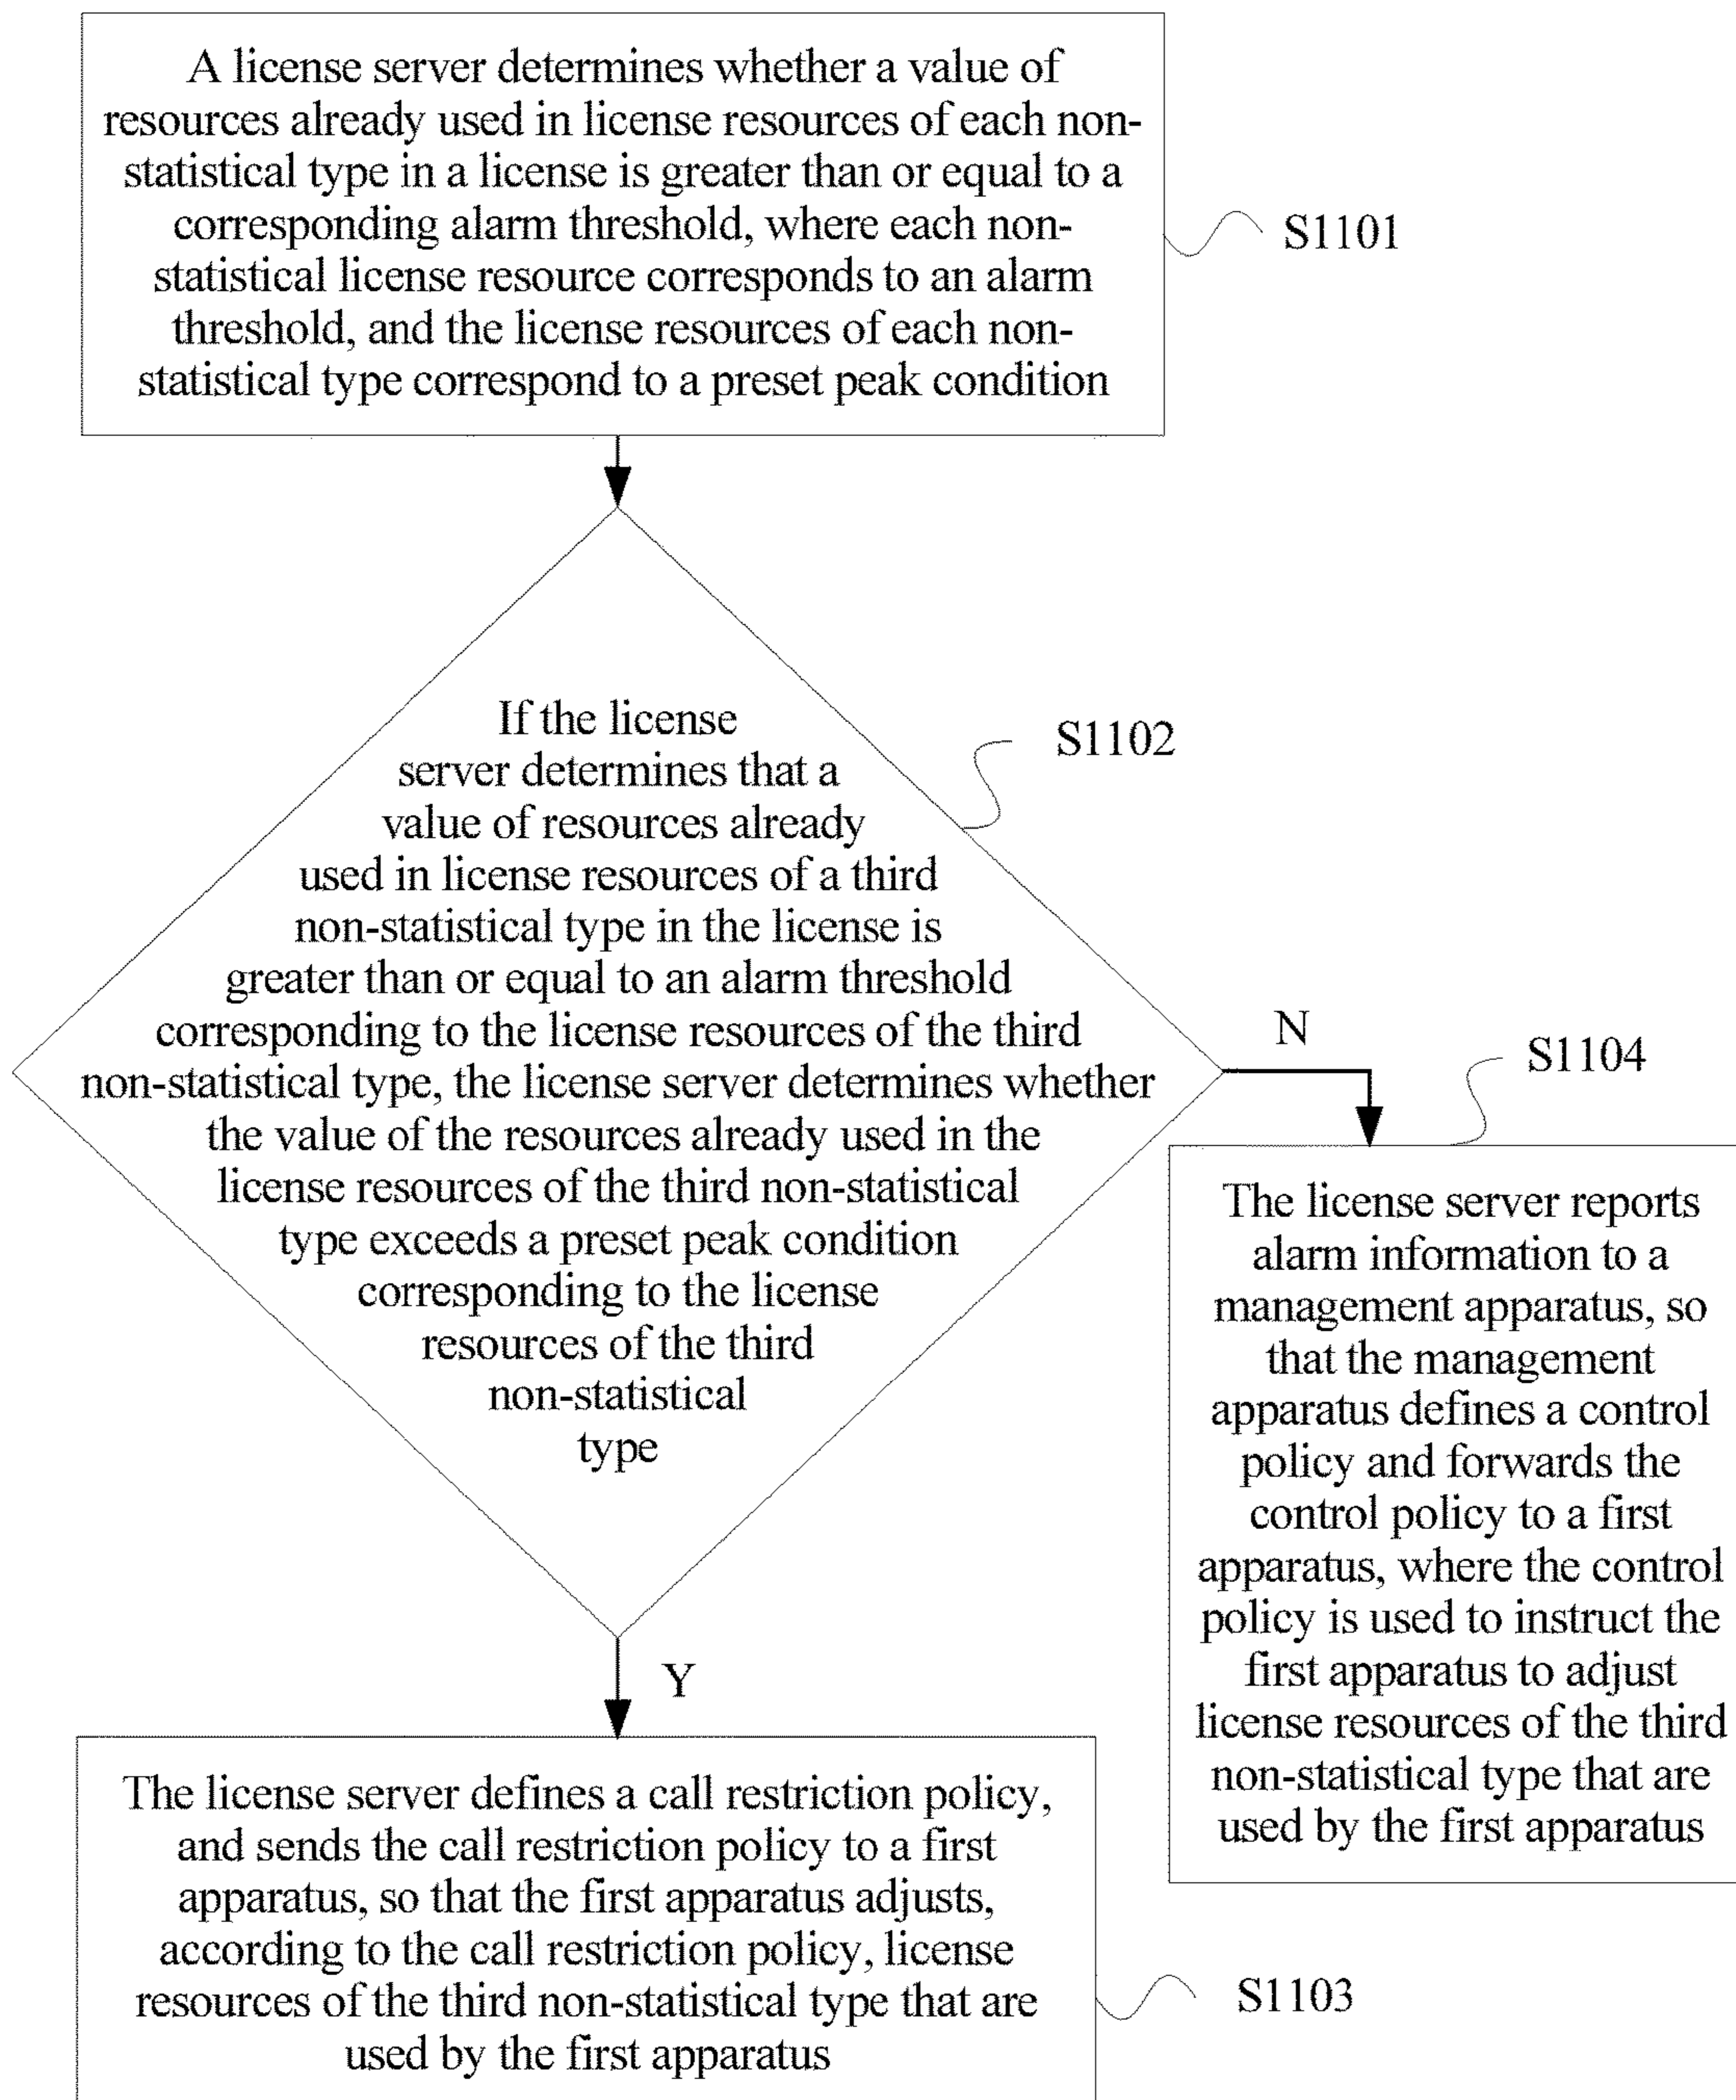 A license server determines whether a value of
resources already used in license resources of each non-
statistical type in a license is greater than or equal to a
corresponding alarm threshold, where each non-
statistical license resource corresponds to an alarm
threshold, and the license resources of each non-
statistical type correspond to a preset peak condition
S1101
If the license
server determines that a
value of resources already
used in license resources of a third
non-statistical type in the license is
greater than or equal to an alarm threshold
corresponding to the license resources of the third
non-statistical type, the license server determines whether
the value of the resources already used in the
license resources of the third non-statistical
type exceeds a preset peak condition
corresponding to the license
resources of the third
non-statistical
type
S1102
N
S1104
The license server reports
alarm information to a
management apparatus, so
that the management
apparatus defines a control
policy and forwards the
control policy to a first
apparatus, where the control
policy is used to instruct the
first apparatus to adjust
license resources of the third
non-statistical type that are
used by the first apparatus
Y
The license server defines a call restriction policy,
and sends the call restriction policy to a first
apparatus, so that the first apparatus adjusts,
according to the call restriction policy, license
resources of the third non-statistical type that are
used by the first apparatus
S1103